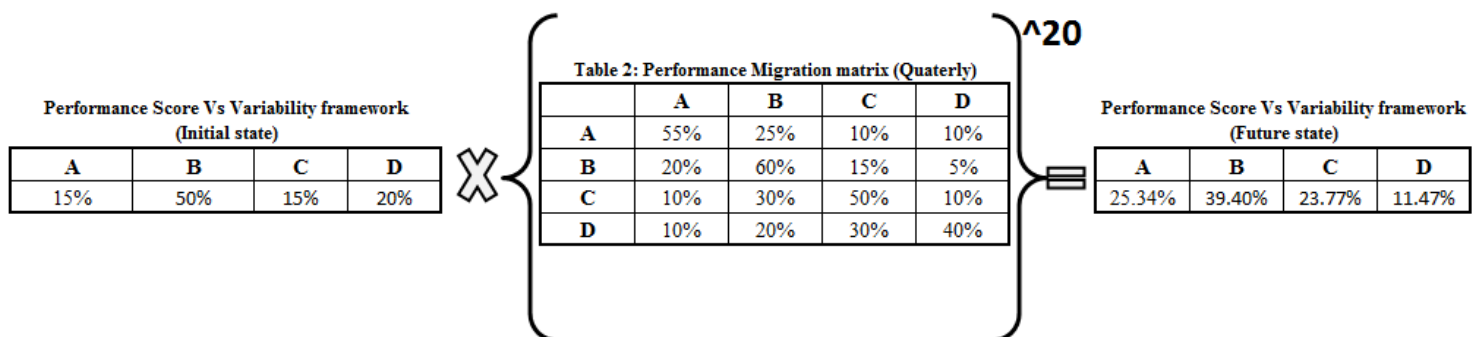 ^20
Table 2: Performance Migration matrix (Quaterly)
A B C D
A 55% 25% 10% 10%
B 20% 60% 15% 5%
C 10% 30% 50% 10%
D 10% 20% 30% 40%
Performance Score Vs Variability framework
(Initial state)
A B C D
15% 50% 15% 20%
Performance Score Vs Variability framework
(Future state)
A B C D
25.34% 39.40% 23.77% 11.47%